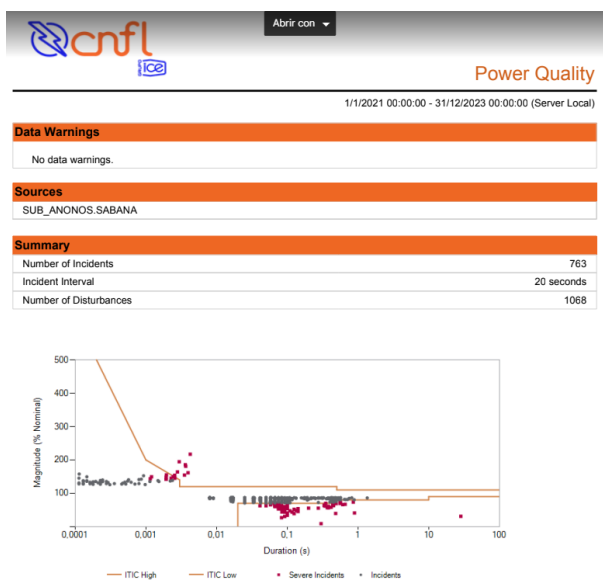 Abrir con
cnfl
ice
Power Quality
1/1/2021 00:00:00 - 31/12/2023 00:00:00 (Server Local)
Data Warnings
No data warnings.
Sources
SUB_ANONOS.SABANA
Summary
Number of Incidents 763
Incident Interval 20 seconds
Number of Disturbances 1068
500
400
300
200
100
Magnitude (% Nominal)
0,0001 0,001 0,01 0,1 1 10 100
Duration (s)
ITIC High ITIC Low Severe Incidents Incidents